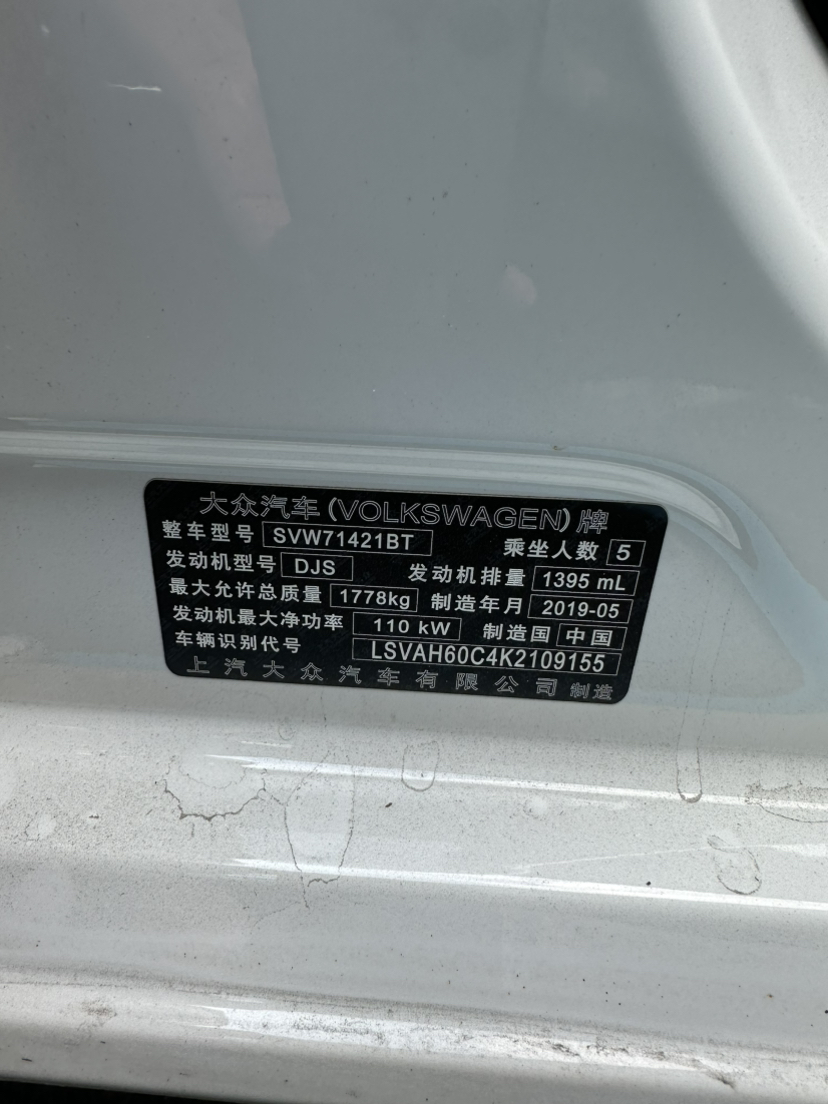 大众汽车(VOLKSWAGEN)牌
整车型号 SVW71421BT 乘坐人数 5
发动机型号 DJS 发动机排量 1395 mL
最大允许总质量 1778kg 制造年月 2019-05
发动机最大净功率 110 kW 制造国 中国
车辆识别代号 LSVAH60C4K2109155
上汽大众汽车有限公司 制造